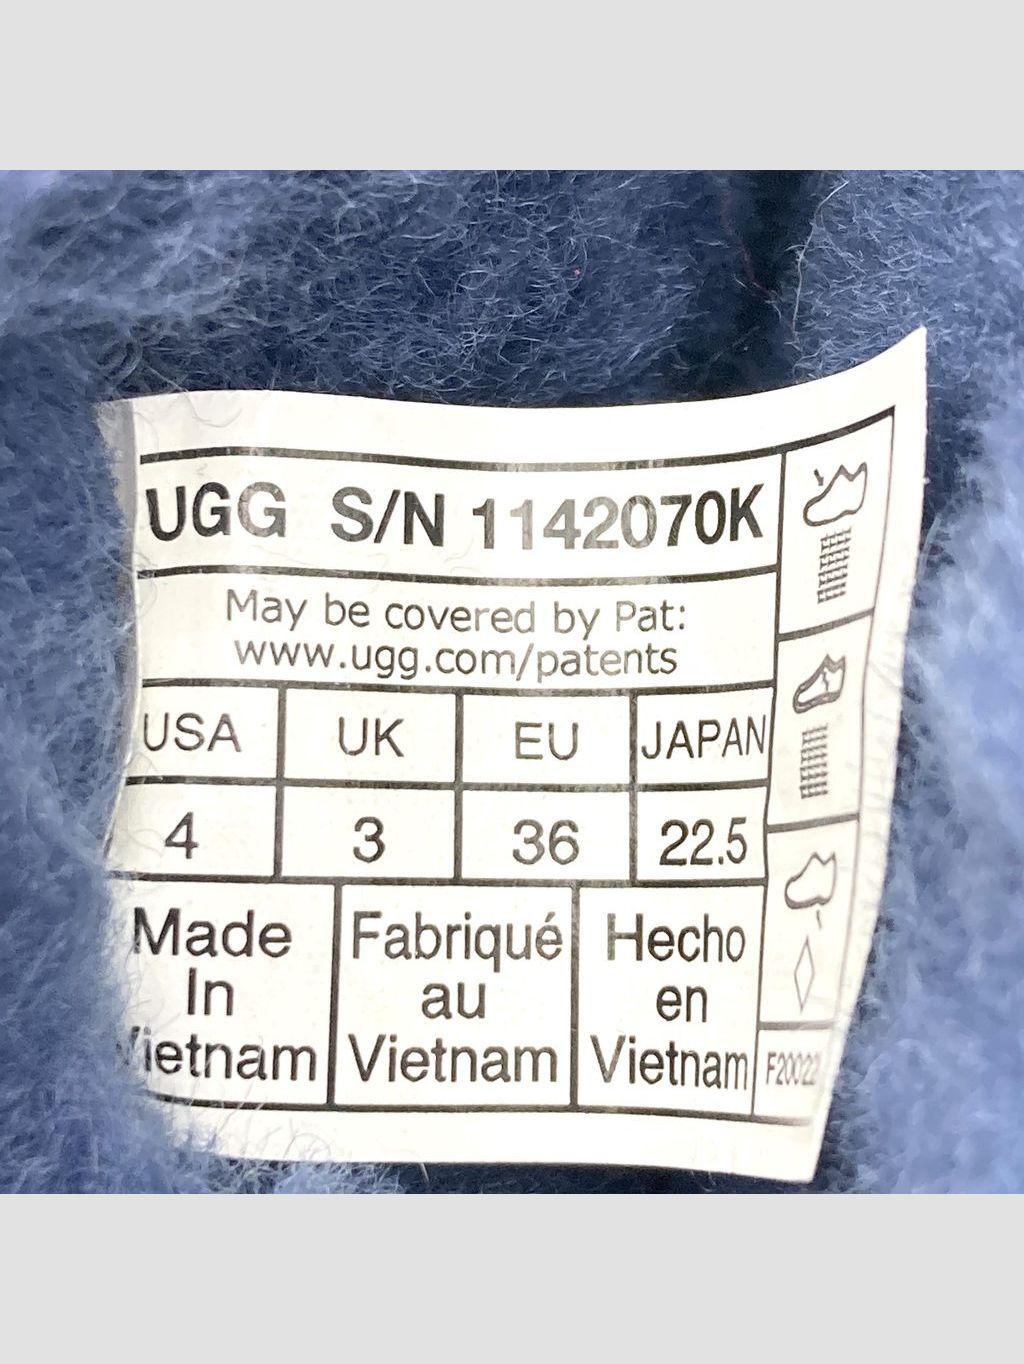 UGG S/N 1142070K
May be covered by Pat:
www.ugg.com/patents
USA UK EU JAPAN
4 3 36 22.5
Made
In
Vietnam
Fabriqué
au
Vietnam
Hecho
en
Vietnam
F20022